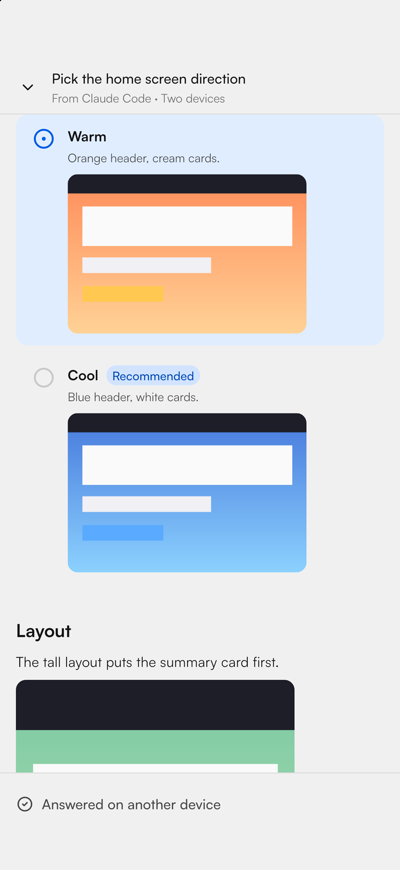 Pick the home screen direction
From Claude Code · Two devices
Warm
Orange header, cream cards.
Cool Recommended
Blue header, white cards.
Layout
The tall layout puts the summary card first.
Answered on another device